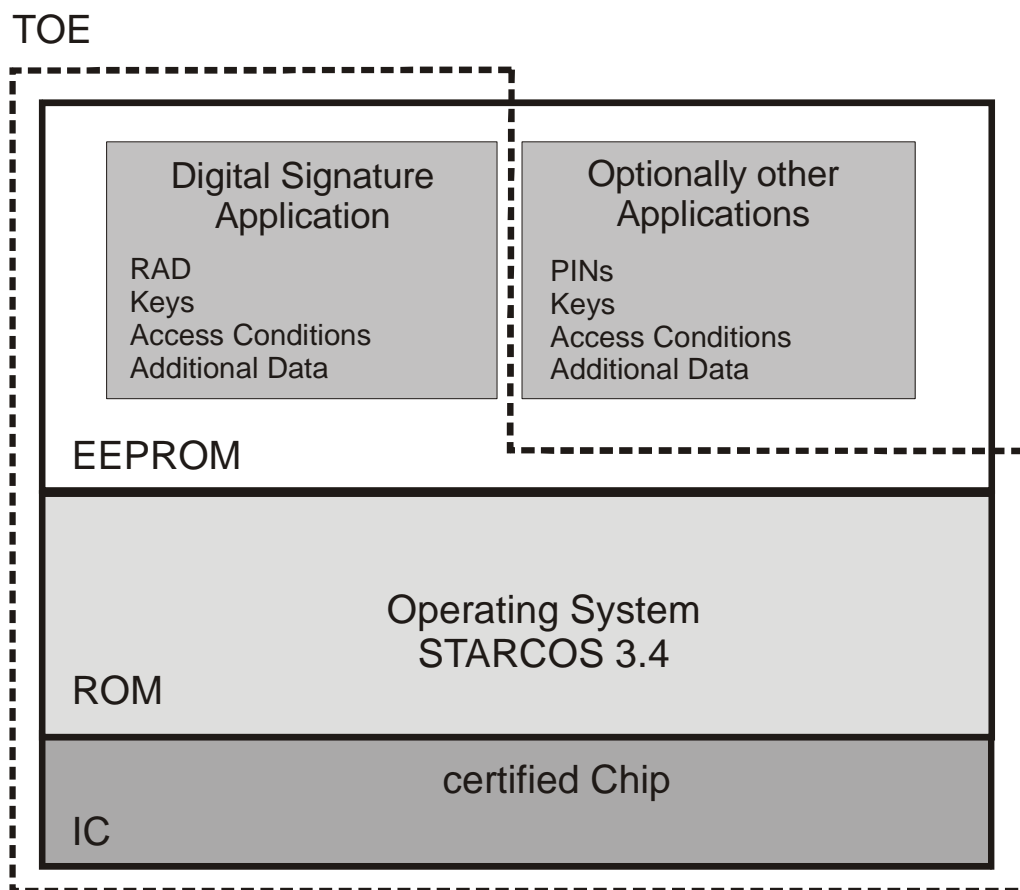 TOE
Digital Signature
Application
RAD
Keys
Access Conditions
Additional Data
Optionally other
Applications
PINs
Keys
Access Conditions
Additional Data
EEPROM
Operating System
STARCOS 3.4
ROM
certified Chip
IC